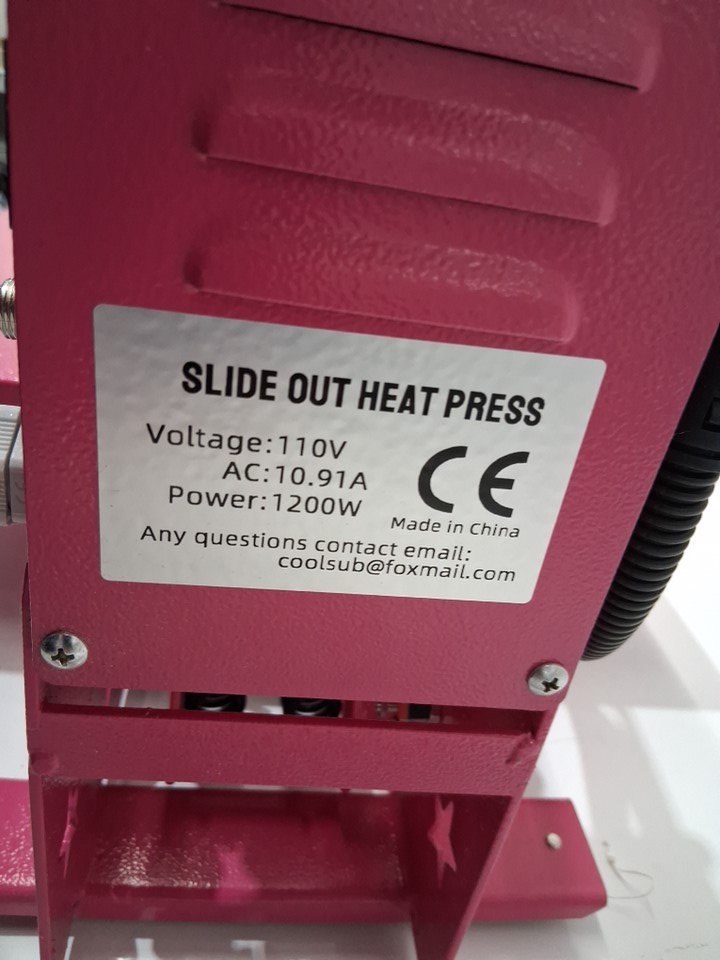 SLIDE OUT HEAT PRESS
Voltage:110V
AC:10.91A
Power:1200W
CE
Made in China
Any questions contact email:
coolsub@foxmail.com